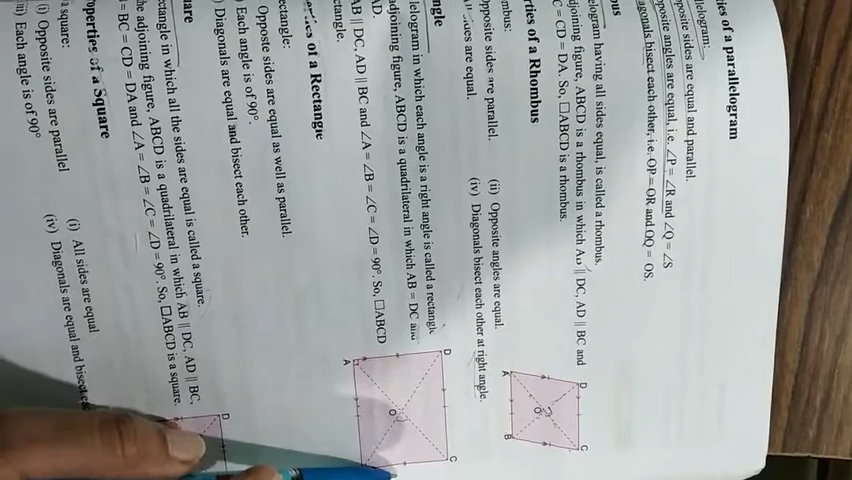 ies of a parallelogram
lelogram:
pposite sides are equal and parallel.
pposite angles are equal, i.e. ∠P = ∠R and ∠Q = ∠S
agonals bisect each other, i.e. OP = OR and OQ = OS.
bus
elogram having all sides equal, is called a rhombus.
djoining figure, ABCD is a rhombus in which AD || DC, AD || BC and
C = CD = DA. So, □ABCD is a rhombus.
rties of a Rhombus
mbus:
pposite sides are parallel. (ii) Opposite angles are equal.
sides are equal. (iv) Diagonals bisect each other at right angle.
A B C D O
ngle
lelogram in which each angle is a right angle is called a rectangle
adjoining figure, ABCD is a quadrilateral in which AB = DC and
AD.
AB || DC, AD || BC and ∠A = ∠B = ∠C = ∠D = 90°. So, □ABCD
ctangle.
A D C O
of a Rectangle
ectangle:
Opposite sides are equal as well as parallel.
Each angle is of 90°.
) Diagonals are equal and bisect each other.
uare
ectangle in which all the sides are equal is called a square.
he adjoining figure, ABCD is a quadrilateral in which AB || DC, AD || BC,
= BC = CD = DA and ∠A = ∠B = ∠C = ∠D = 90°. So, □ABCD is a square.
D
operties of a Square
a square:
(i) Opposite sides are parallel (i) All sides are equal
iii) Each angle is of 90° (iv) Diagonals are equal and bisect